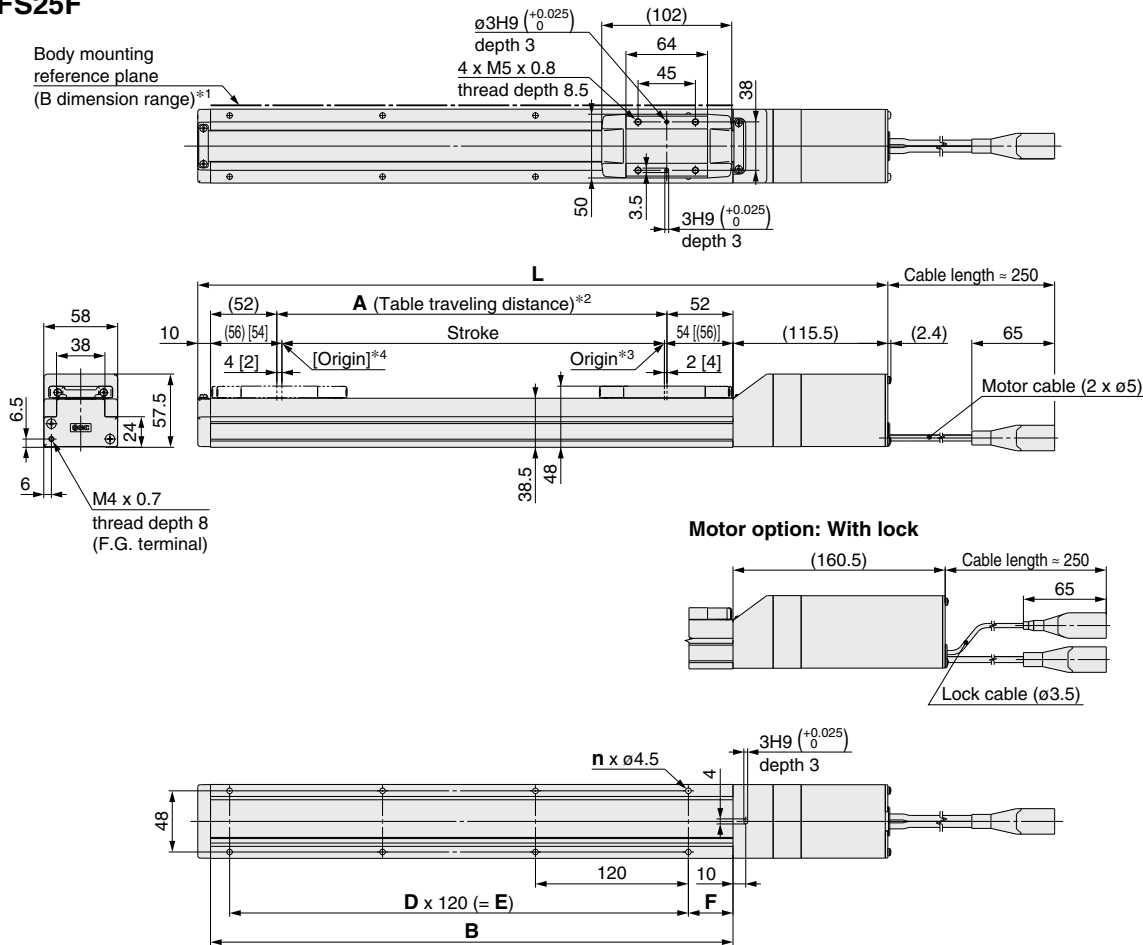 FS25F
Body mounting
reference plane
(B dimension range)*1
ø3H9 (+0.025 0)
depth 3
4 x M5 x 0.8
thread depth 8.5
(102)
64
45
38
50
3.5
3H9 (+0.025 0)
depth 3
L
Cable length ≈ 250
(52)
A (Table traveling distance)*2
52
58
38
10
(56) [54]
Stroke
54 [(56)]
(115.5)
(2.4)
65
4 [2]
[Origin]*4
Origin*3
2 [4]
Motor cable (2 x ø5)
6.5
24
57.5
38.5
48
6
M4 x 0.7
thread depth 8
(F.G. terminal)
Motor option: With lock
(160.5)
Cable length ≈ 250
65
Lock cable (ø3.5)
n x ø4.5
4
3H9 (+0.025 0)
depth 3
48
120
10
D x 120 (= E)
F
B